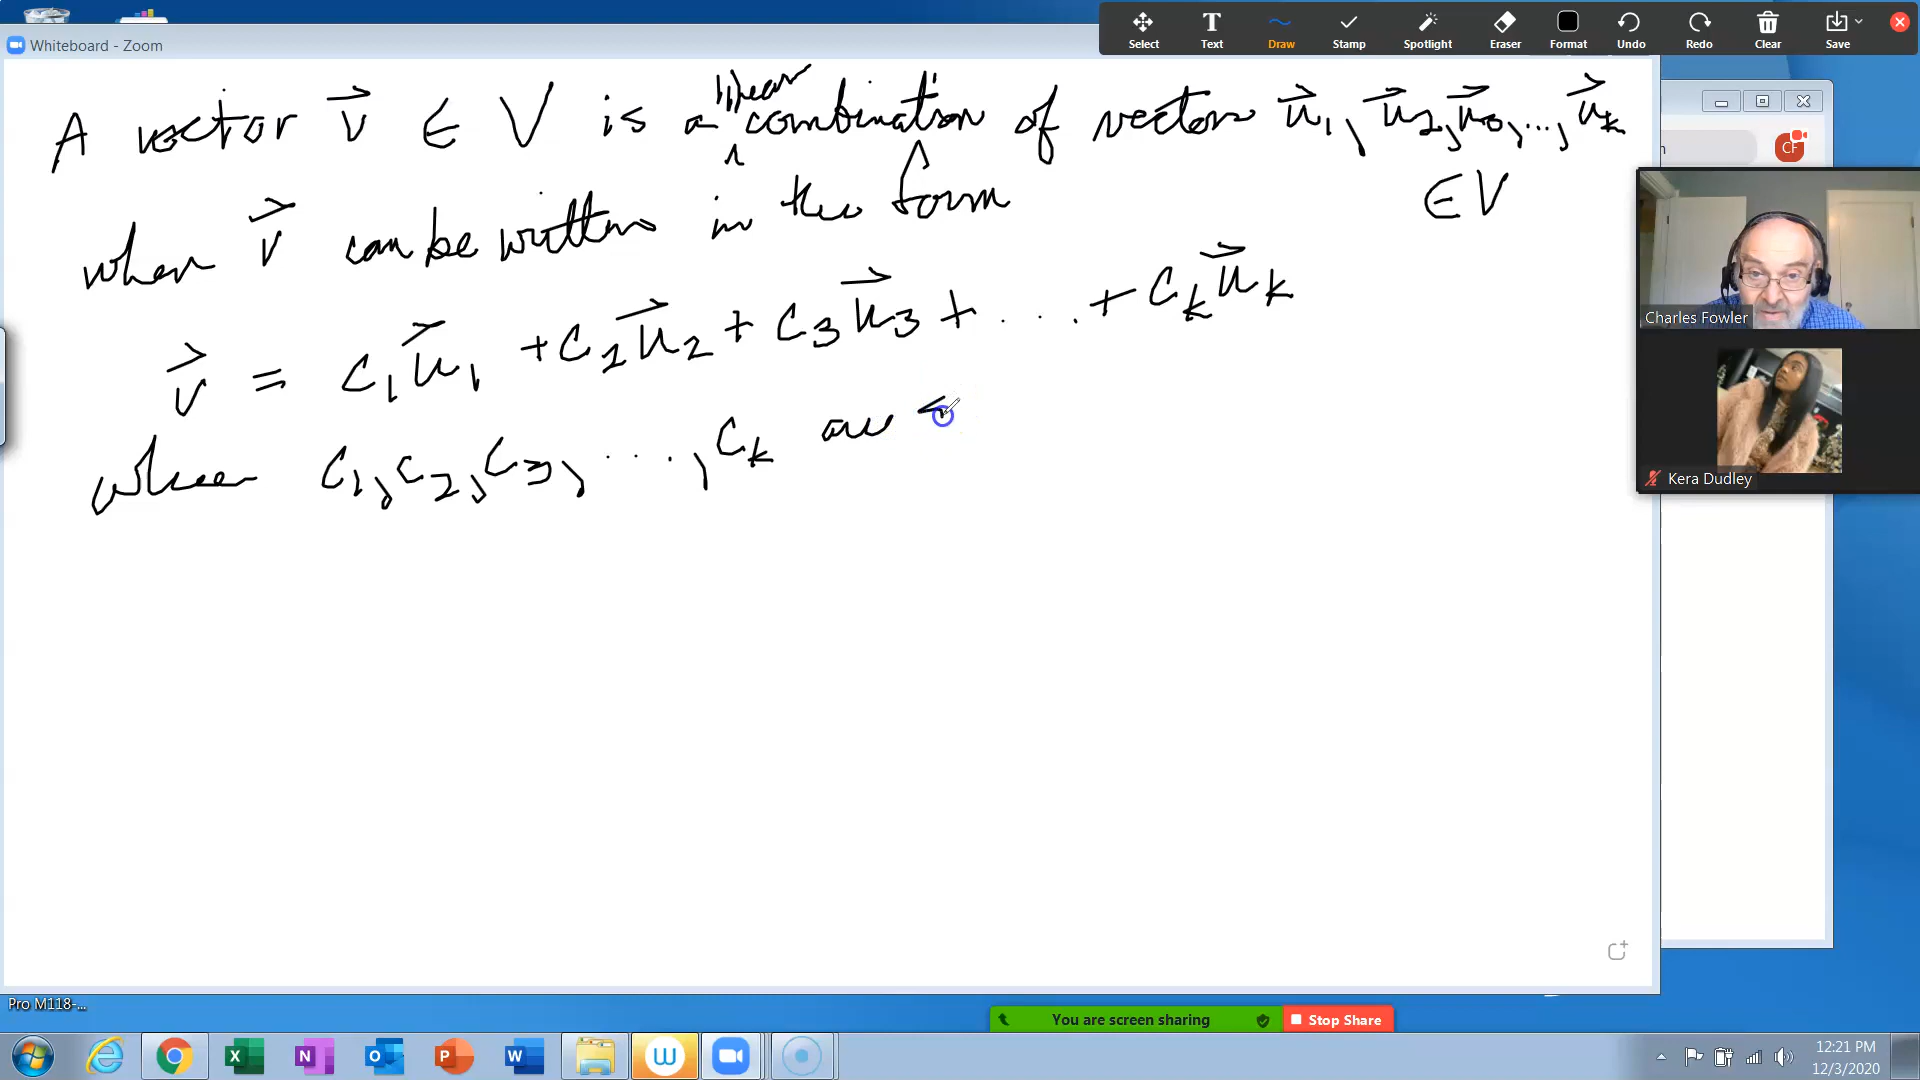 Select Text Draw Stamp Spotlight Eraser Format Undo Redo Clear Save
Whiteboard - Zoom
A vector v⃗ ∈ V is a linear combination of vectors u⃗₁, u⃗₂, u⃗₃, ..., u⃗ₖ
∈ V
when v⃗ can be written in the form
v⃗ = c₁u⃗₁ + c₂u⃗₂ + c₃u⃗₃ + ... + cₖu⃗ₖ
where c₁, c₂, c₃, ..., cₖ are
CF
Charles Fowler
Kera Dudley
Pro M118-...
You are screen sharing Stop Share
12:21 PM
12/3/2020